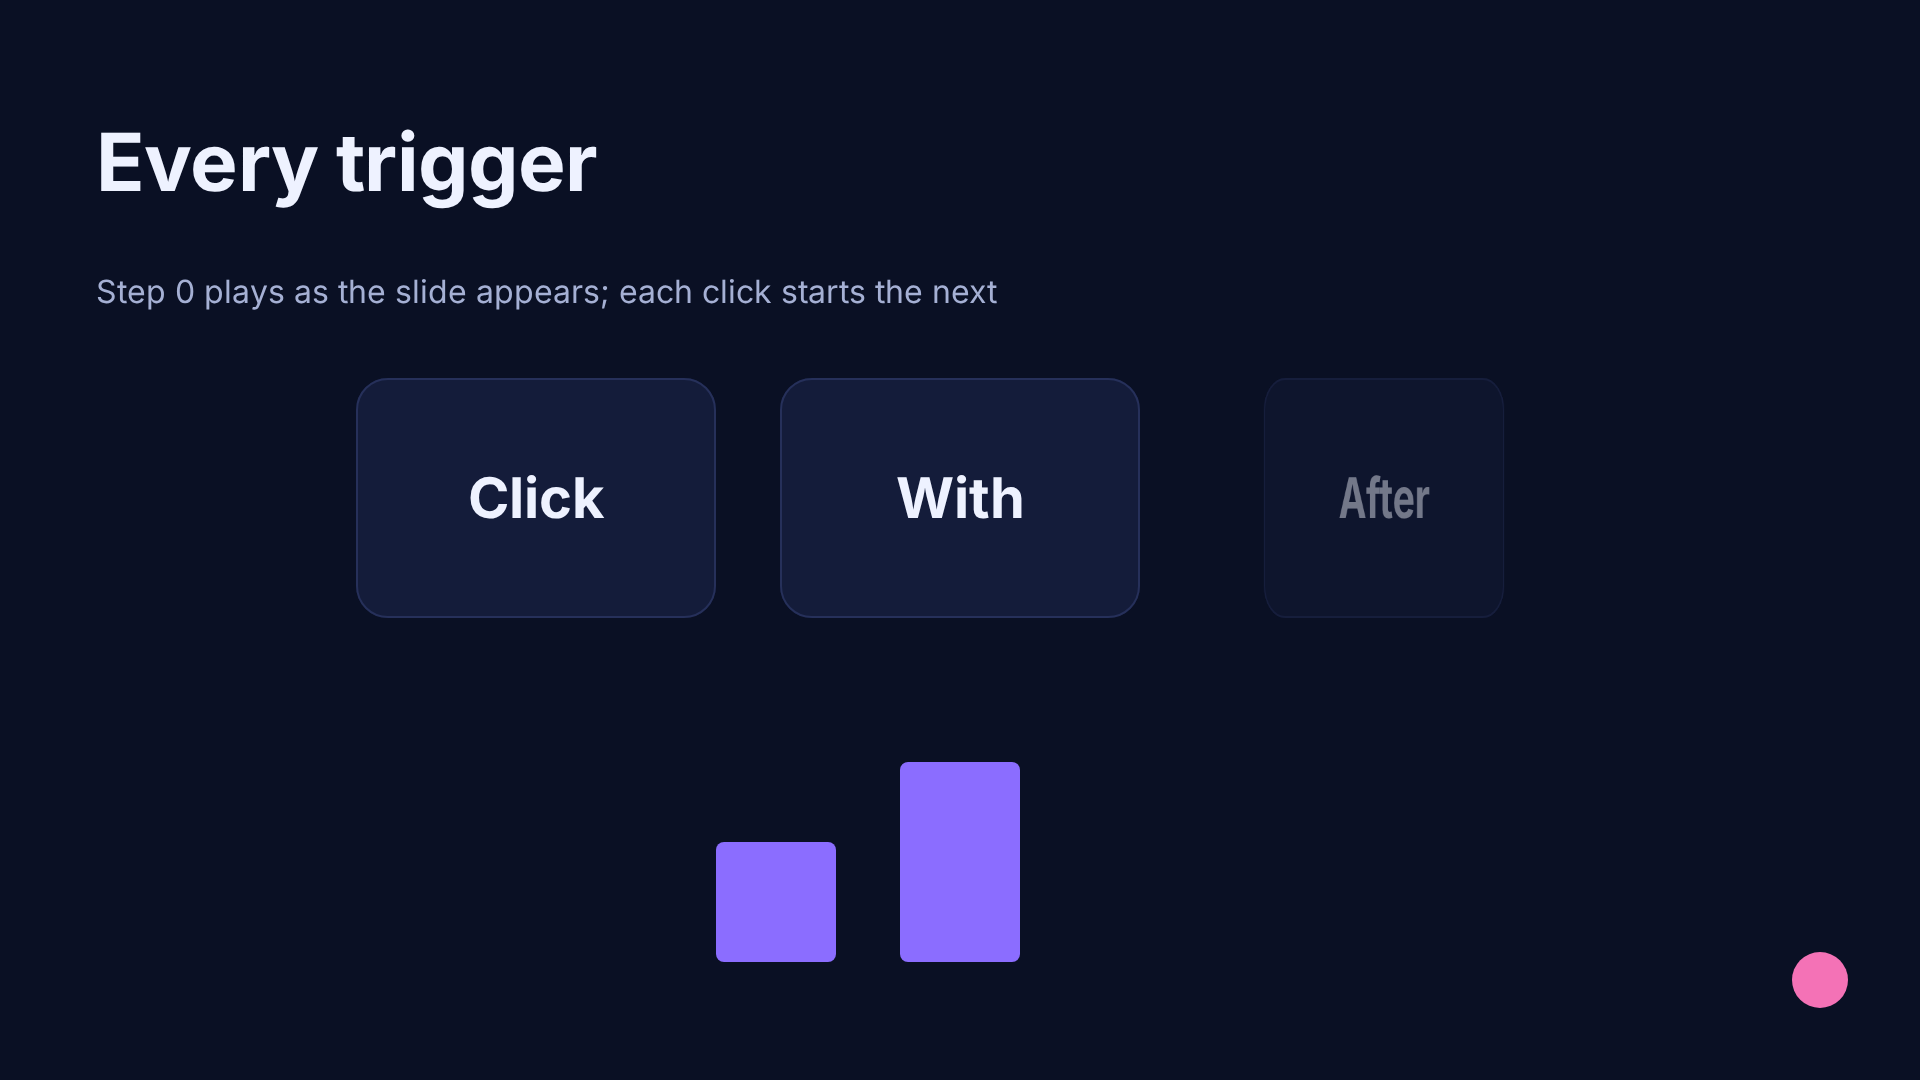 Every trigger
Step 0 plays as the slide appears; each click starts the next
Click
With
After